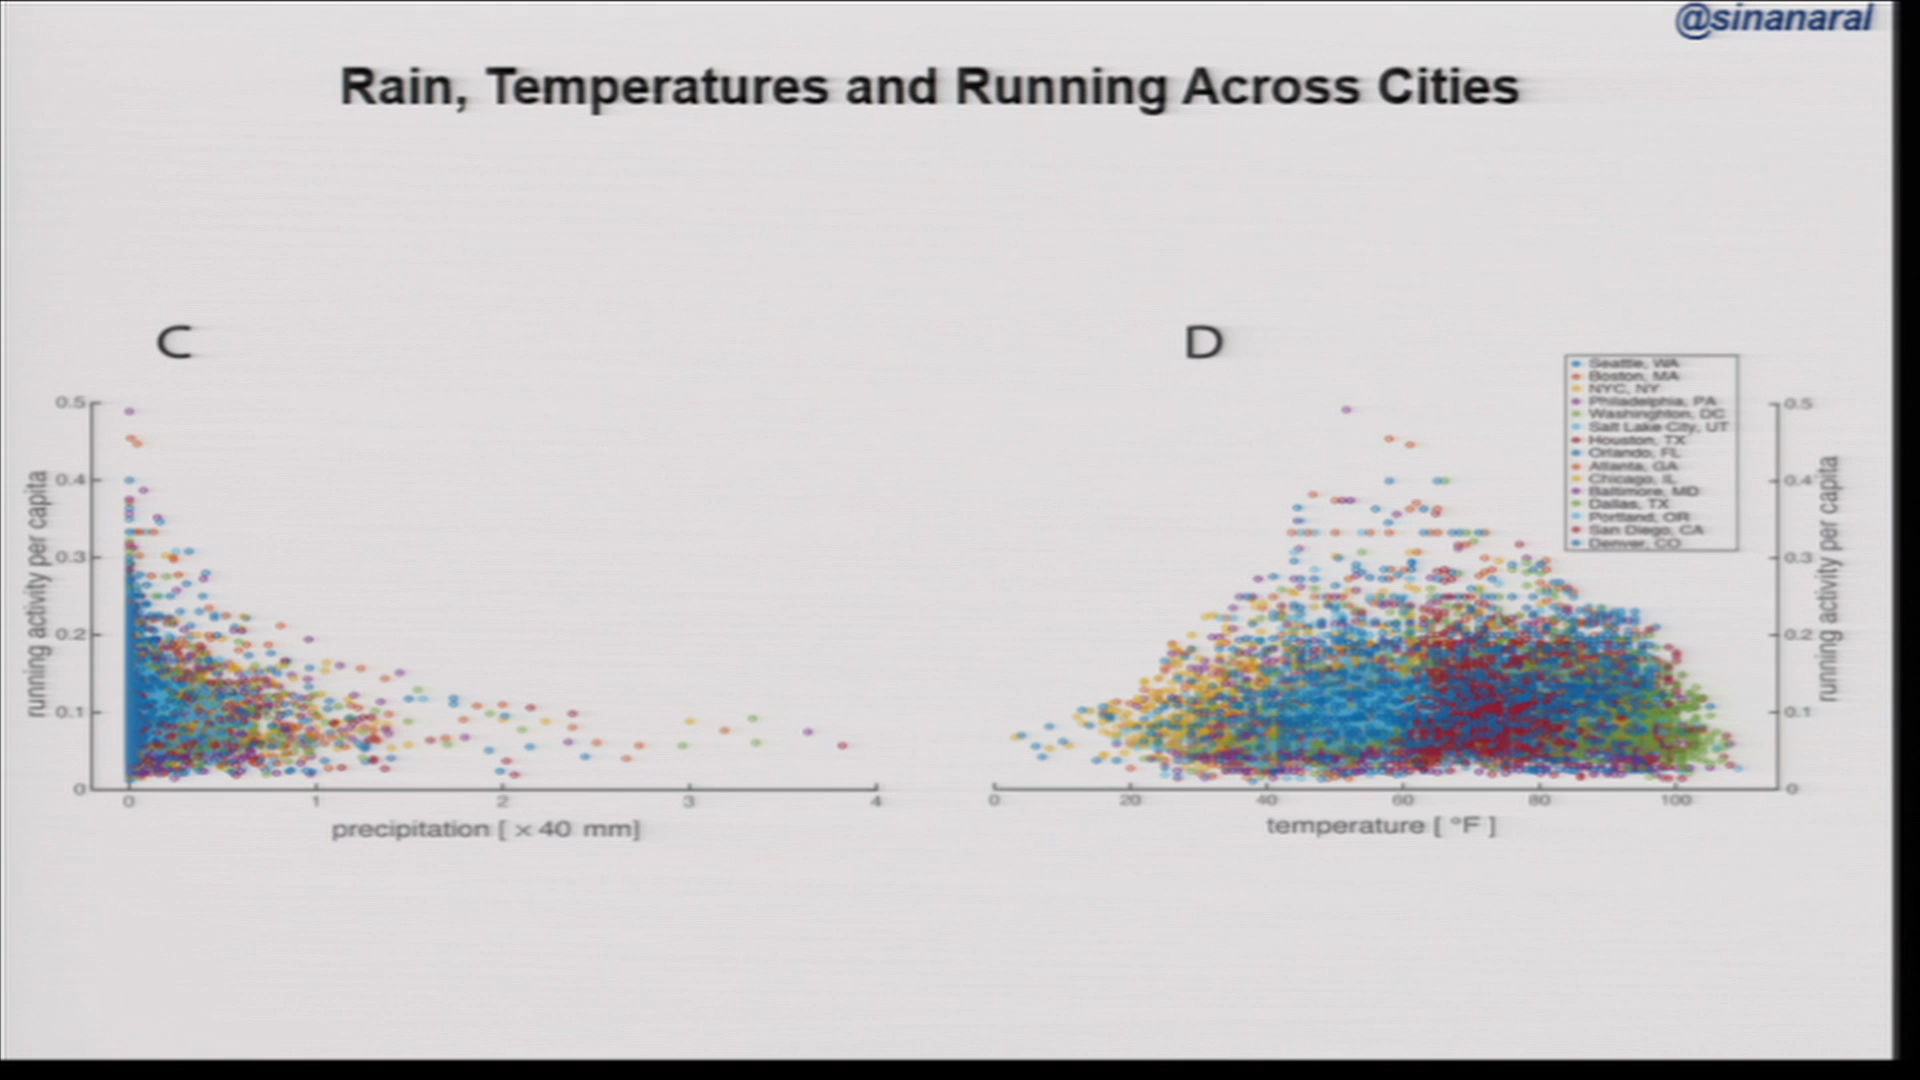 @sinanaral
Rain, Temperatures and Running Across Cities
C
D
Seattle, WA
Boston, MA
NYC, NY
Philadelphia, PA
Washinghton, DC
Salt Lake City, UT
Houston, TX
Orlando, FL
Atlanta, GA
Chicago, IL
Baltimore, MD
Dallas, TX
Portland, OR
San Diego, CA
Denver, CO
0.5
0.4
0.3
0.2
0.1
0
running activity per capita
0 1 2 3 4
precipitation [ × 40 mm]
0 20 40 60 80 100
temperature [ °F ]
0.5
0.4
0.3
0.2
0.1
0
running activity per capita